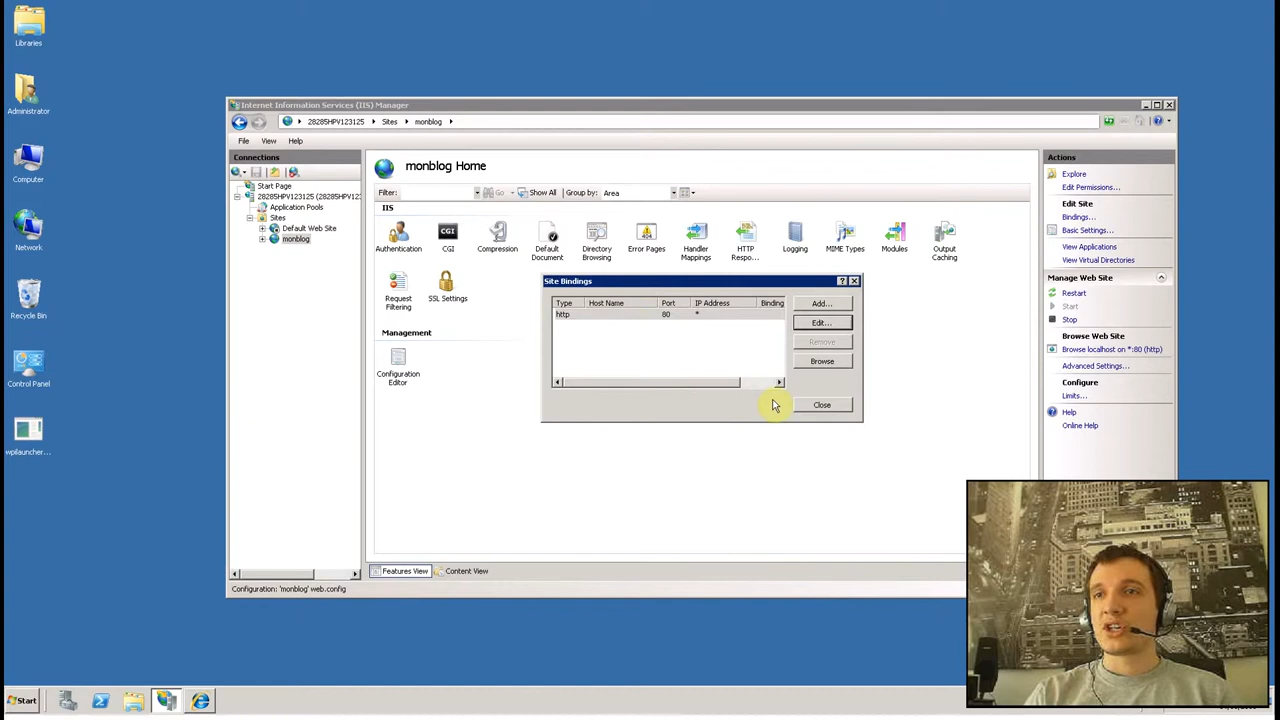 Libraries
Administrator
Computer
Network
Recycle Bin
Control Panel
wpilauncher...
Internet Information Services (IIS) Manager
28285HPV123125
Sites
monblog
File
View
Help
Connections
Start Page
28285HPV123125 (28285HPV123
Application Pools
Sites
Default Web Site
monblog
monblog Home
Filter:
Go
Show All
Group by:
Area
IIS
Authentication
CGI
Compression
Default
Document
Directory
Browsing
Error Pages
Handler
Mappings
HTTP
Respo...
Logging
MIME Types
Modules
Output
Caching
Request
Filtering
SSL Settings
Management
Configuration
Editor
Site Bindings
Type Host Name Port IP Address Binding
http 80 *
Add...
Edit...
Remove
Browse
Close
Actions
Explore
Edit Permissions...
Edit Site
Bindings...
Basic Settings...
View Applications
View Virtual Directories
Manage Web Site
Restart
Start
Stop
Browse Web Site
Browse localhost on *:80 (http)
Advanced Settings...
Configure
Limits...
Help
Online Help
Features View
Content View
Configuration: 'monblog' web.config
Start